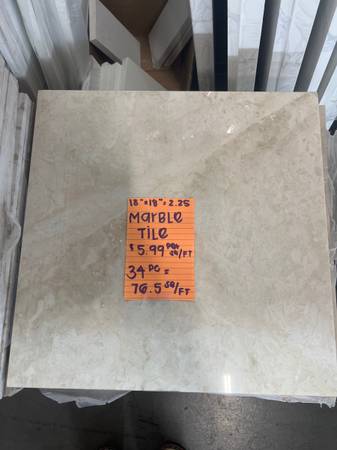 18"x18"=2.25
MARBLE
TILE
$5.99 PER SQ/FT
34 PC =
76.5 SQ/FT